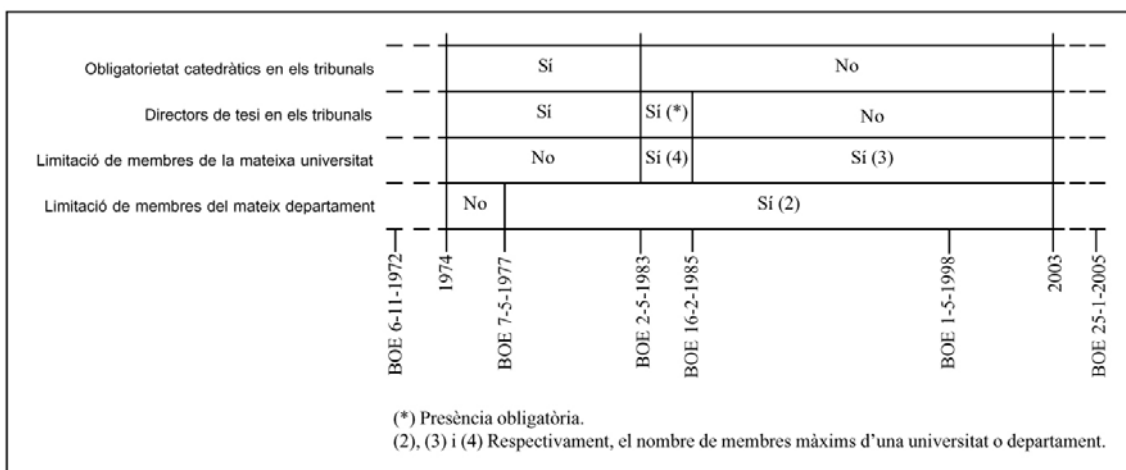 Obligatorietat catedràtics en els tribunals Sí No
Directors de tesi en els tribunals Sí Sí (*) No
Limitació de membres de la mateixa universitat No Sí (4) Sí (3)
Limitació de membres del mateix departament No Sí (2)
BOE 6-11-1972
1974
BOE 7-5-1977
BOE 2-5-1983
BOE 16-2-1985
BOE 1-5-1998
2003
BOE 25-1-2005
(*) Presència obligatòria.
(2), (3) i (4) Respectivament, el nombre de membres màxims d'una universitat o departament.